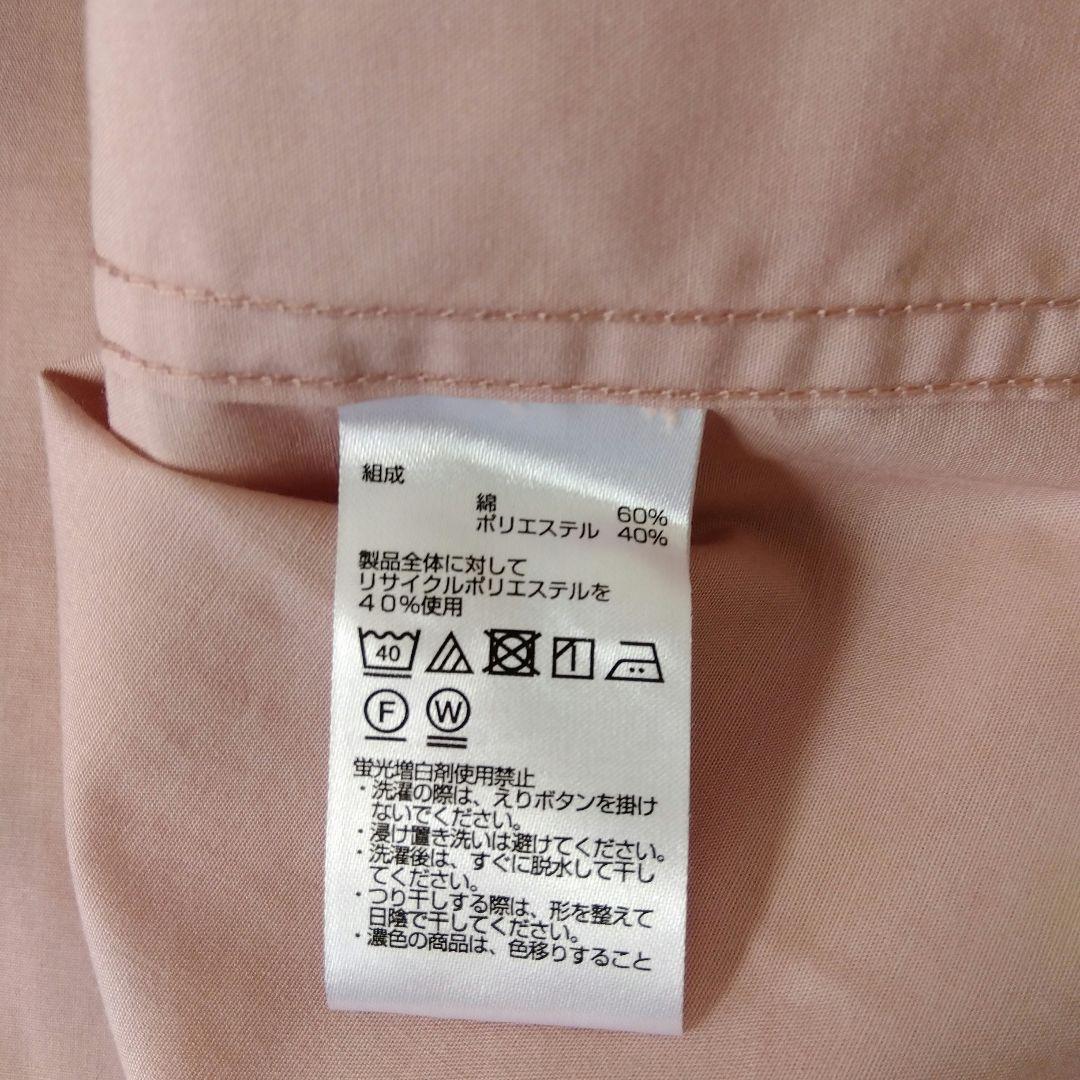 組成
綿 60%
ポリエステル 40%
製品全体に対して
リサイクルポリエステルを
４０％使用
40
F W
蛍光増白剤使用禁止
・洗濯の際は、えりボタンを掛け
ないでください。
・浸け置き洗いは避けてください。
・洗濯後は、すぐに脱水して干し
てください。
・つり干しする際は、形を整えて
日陰で干してください。
・濃色の商品は、色移りすること